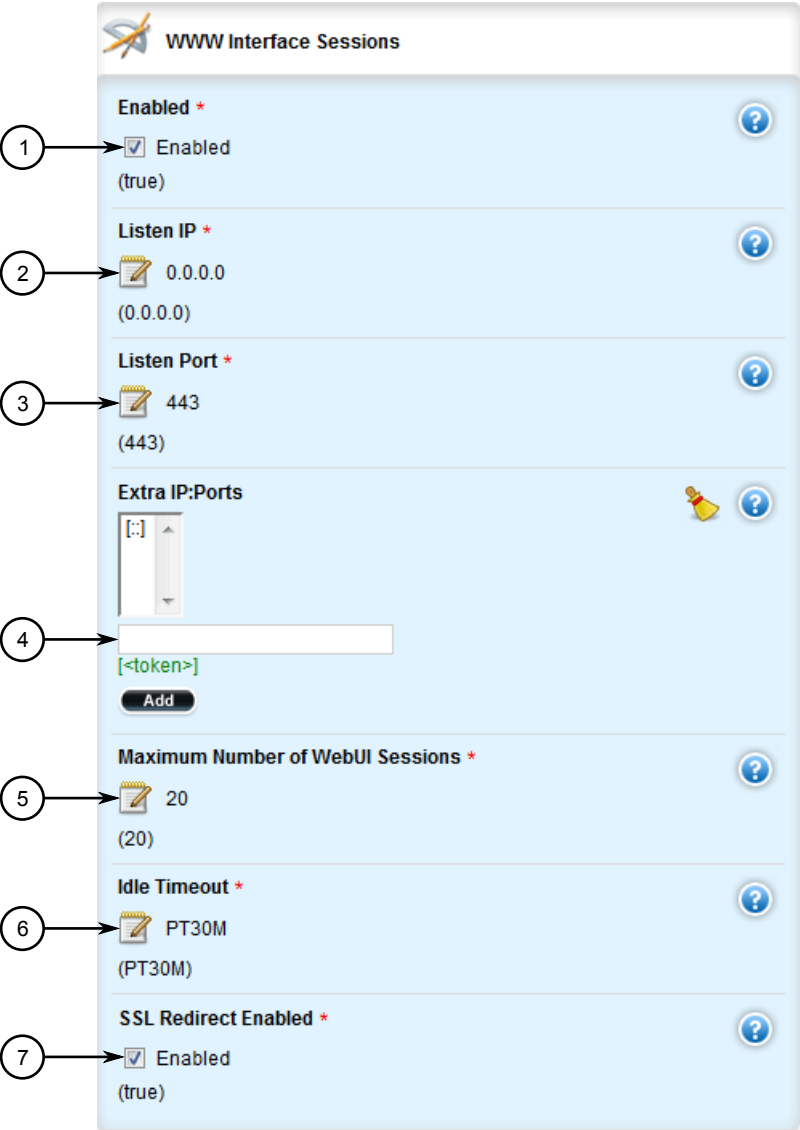 WWW Interface Sessions
Enabled *
1
Enabled
(true)
Listen IP *
2
0.0.0.0
(0.0.0.0)
Listen Port *
3
443
(443)
Extra IP:Ports
[::]
4
[<token>]
Add
Maximum Number of WebUI Sessions *
5
20
(20)
Idle Timeout *
6
PT30M
(PT30M)
SSL Redirect Enabled *
7
Enabled
(true)